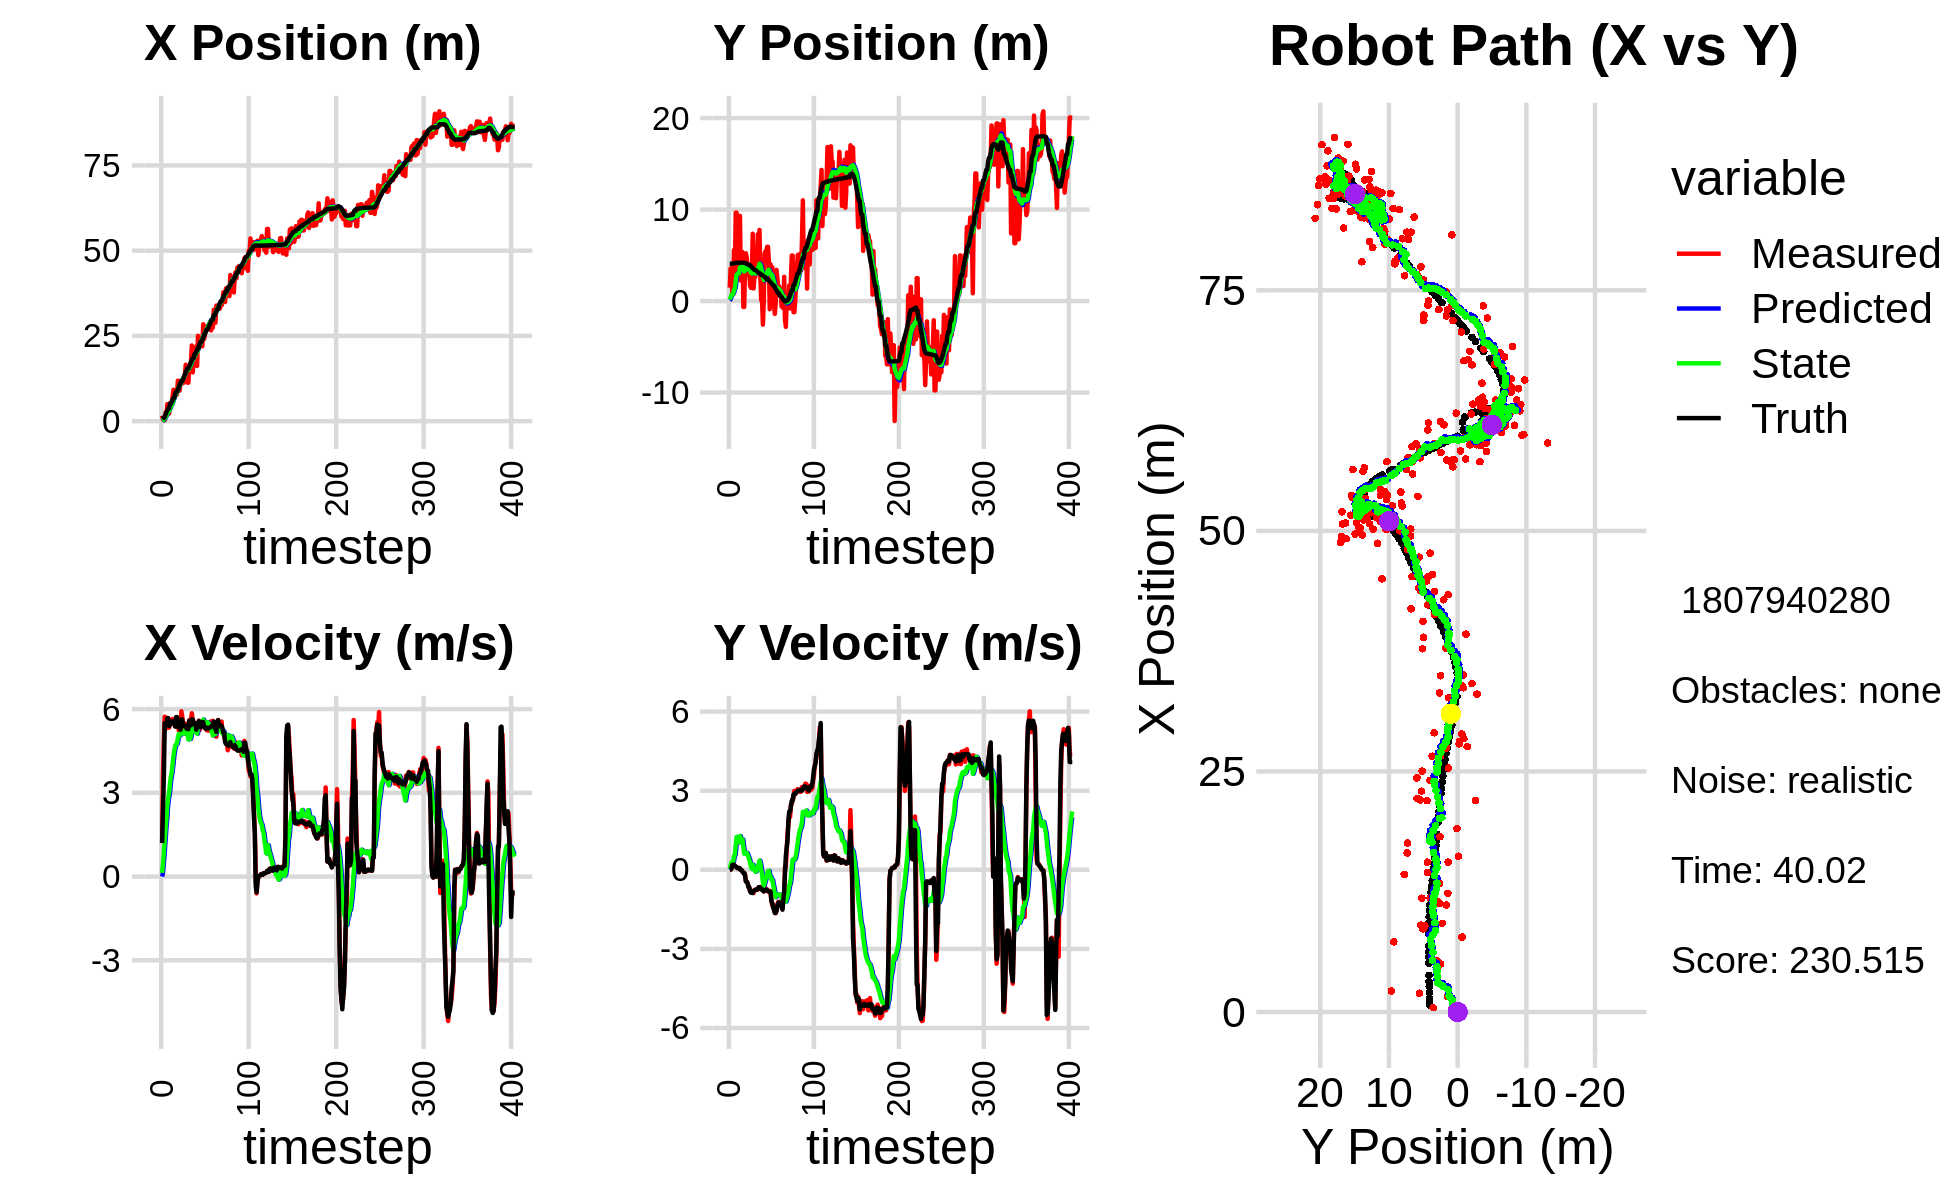 X Position (m)
75
50
25
0
0
100
200
300
400
timestep
Y Position (m)
20
10
0
-10
0
100
200
300
400
timestep
X Velocity (m/s)
6
3
0
-3
0
100
200
300
400
timestep
Y Velocity (m/s)
6
3
0
-3
-6
0
100
200
300
400
timestep
Robot Path (X vs Y)
X Position (m)
75
50
25
0
20 10 0 -10 -20
Y Position (m)
variable
Measured
Predicted
State
Truth
1807940280
Obstacles: none
Noise: realistic
Time: 40.02
Score: 230.515